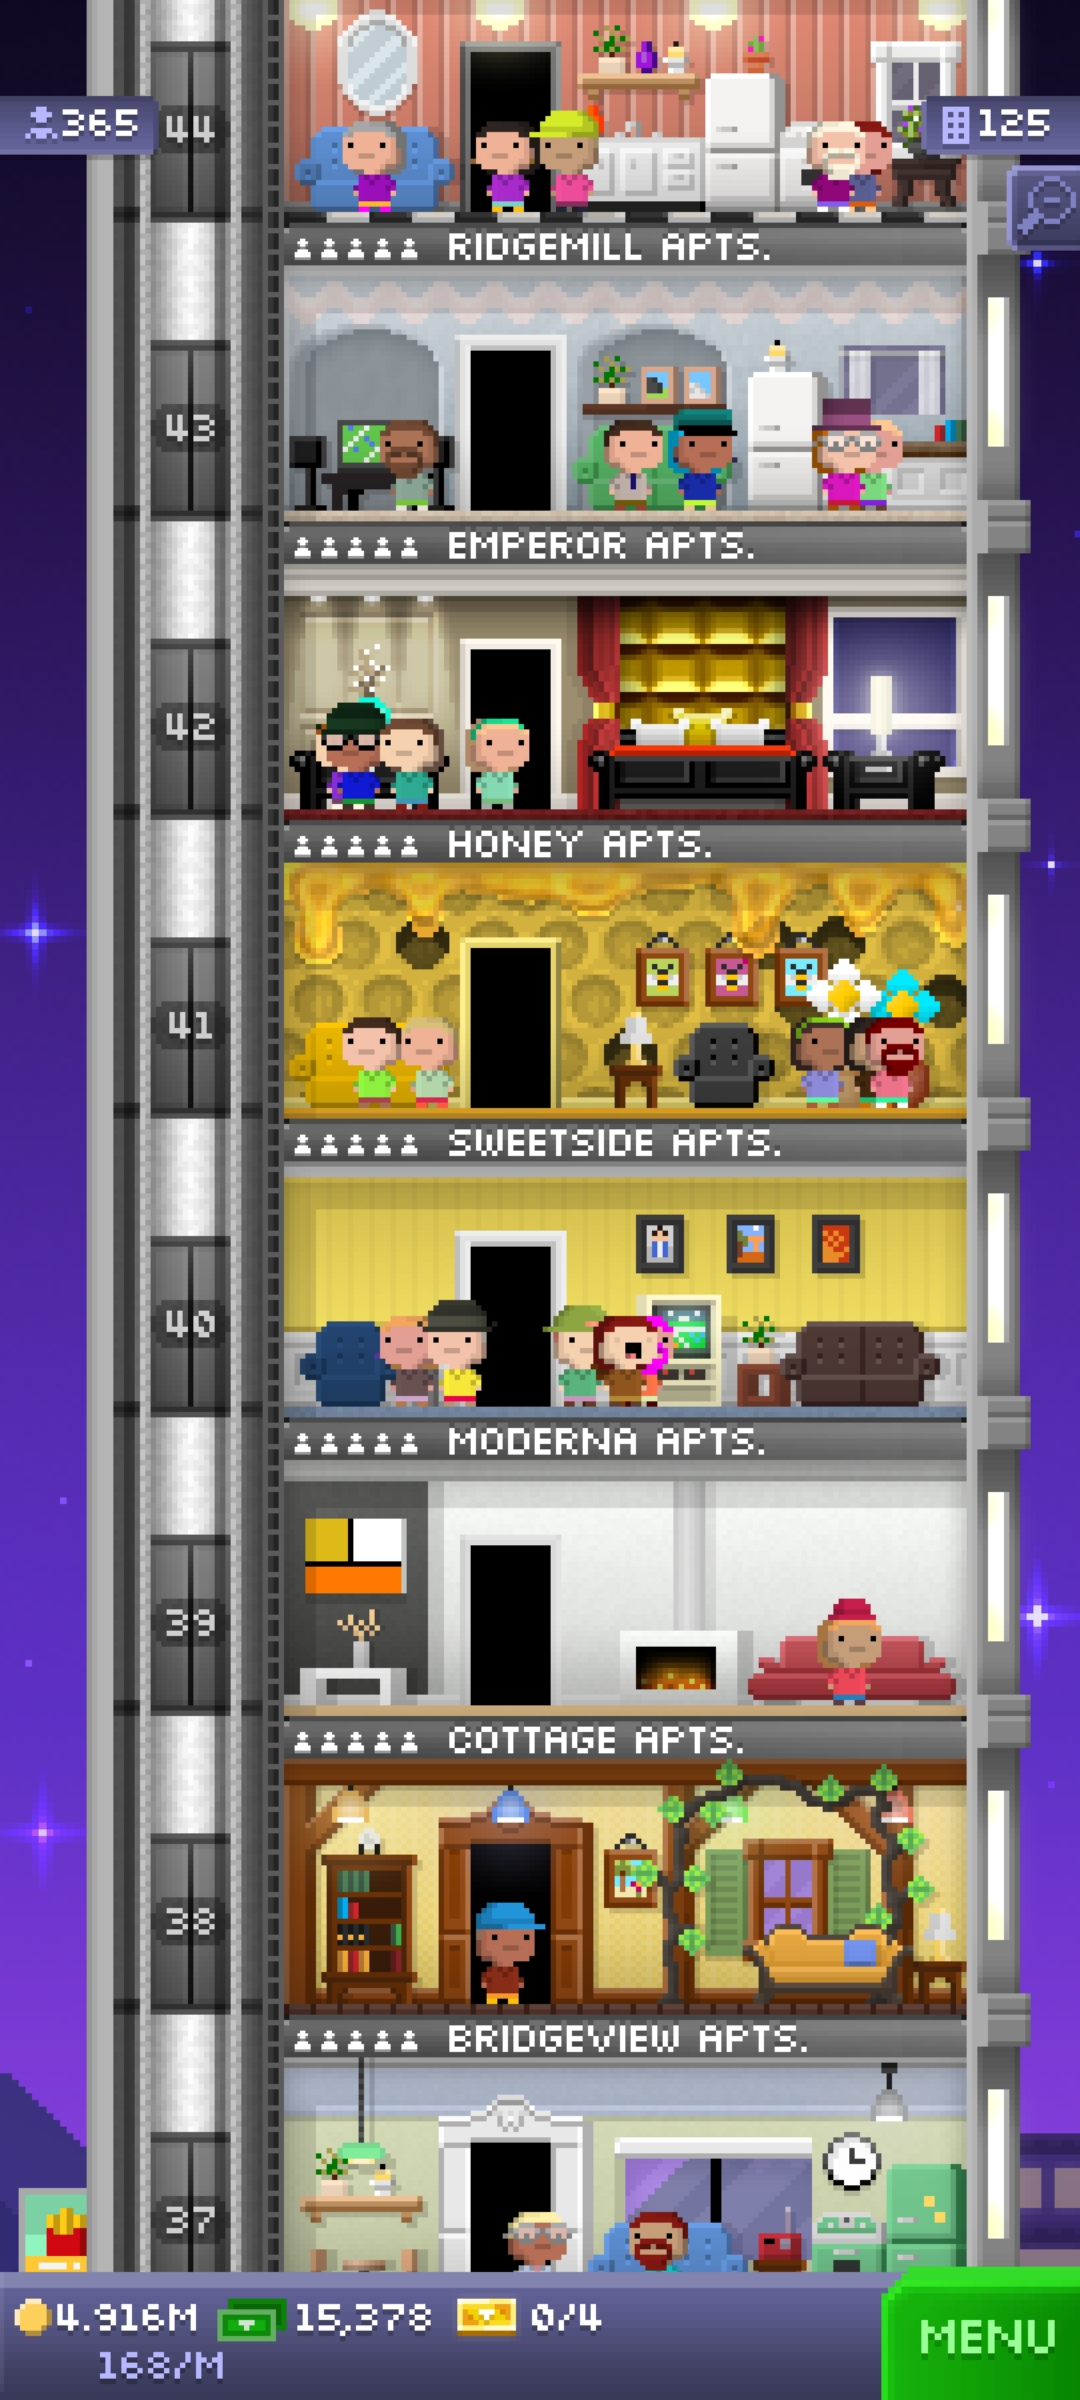 365
44
125
RIDGEMILL APTS.
43
EMPEROR APTS.
42
HONEY APTS.
41
SWEETSIDE APTS.
40
MODERNA APTS.
39
COTTAGE APTS.
38
BRIDGEVIEW APTS.
37
4.916M 15,378 0/4
168/M
MENU